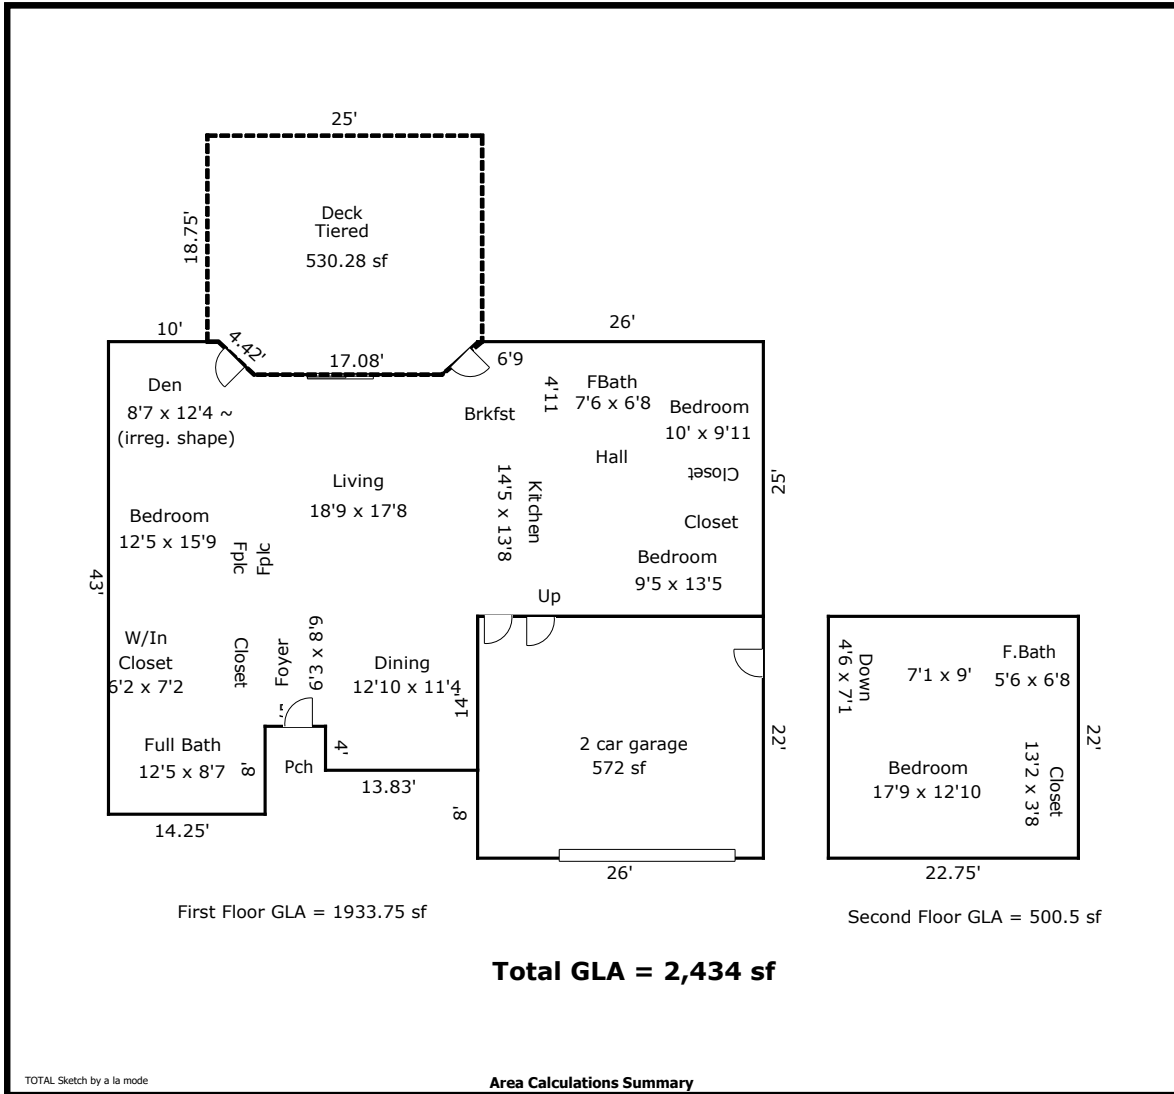 25'
18.75'
Deck
Tiered
530.28 sf
10'
4.42'
17.08'
6'9
26'
Den
8'7 x 12'4 ~
(irreg. shape)
Brkfst
4'11
FBath
7'6 x 6'8
Bedroom
10' x 9'11
Hall
Closet
Closet
25'
Living
18'9 x 17'8
Kitchen
14'5 x 13'8
Bedroom
12'5 x 15'9
Fplc
Fplc
Bedroom
9'5 x 13'5
Up
43'
W/In
Closet
6'2 x 7'2
Closet
Foyer
6'3 x 8'9
Dining
12'10 x 11'4
14'
Full Bath
12'5 x 8'7
8'
Pch
4'
13.83'
14.25'
8'
2 car garage
572 sf
22'
26'
Down
4'6 x 7'1
7'1 x 9'
F.Bath
5'6 x 6'8
22'
Bedroom
17'9 x 12'10
Closet
13'2 x 3'8
22.75'
First Floor GLA = 1933.75 sf
Second Floor GLA = 500.5 sf
Total GLA = 2,434 sf
TOTAL Sketch by a la mode
Area Calculations Summary